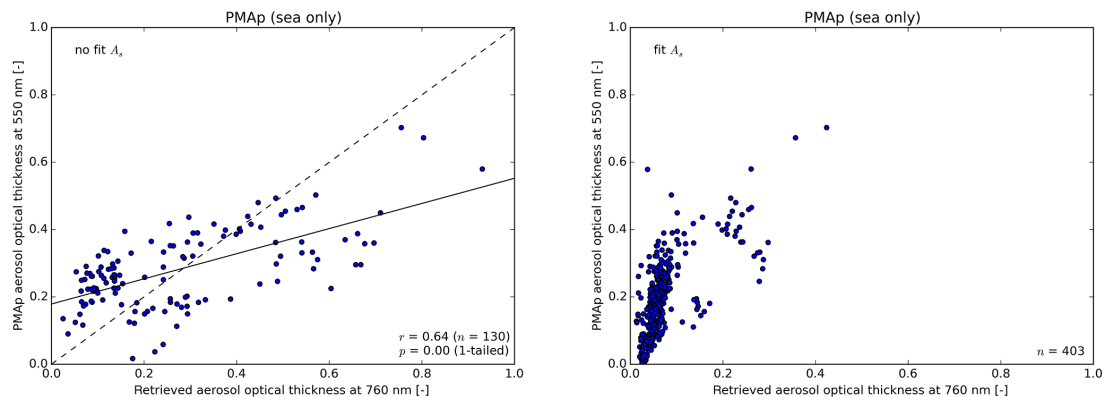 PMAp (sea only)
no fit A_s
PMAp aerosol optical thickness at 550 nm [-]
1.0
0.8
0.6
0.4
0.2
0.0
r = 0.64 (n = 130)
p = 0.00 (1-tailed)
0.0 0.2 0.4 0.6 0.8 1.0
Retrieved aerosol optical thickness at 760 nm [-]
PMAp (sea only)
fit A_s
PMAp aerosol optical thickness at 550 nm [-]
1.0
0.8
0.6
0.4
0.2
0.0
n = 403
0.0 0.2 0.4 0.6 0.8 1.0
Retrieved aerosol optical thickness at 760 nm [-]